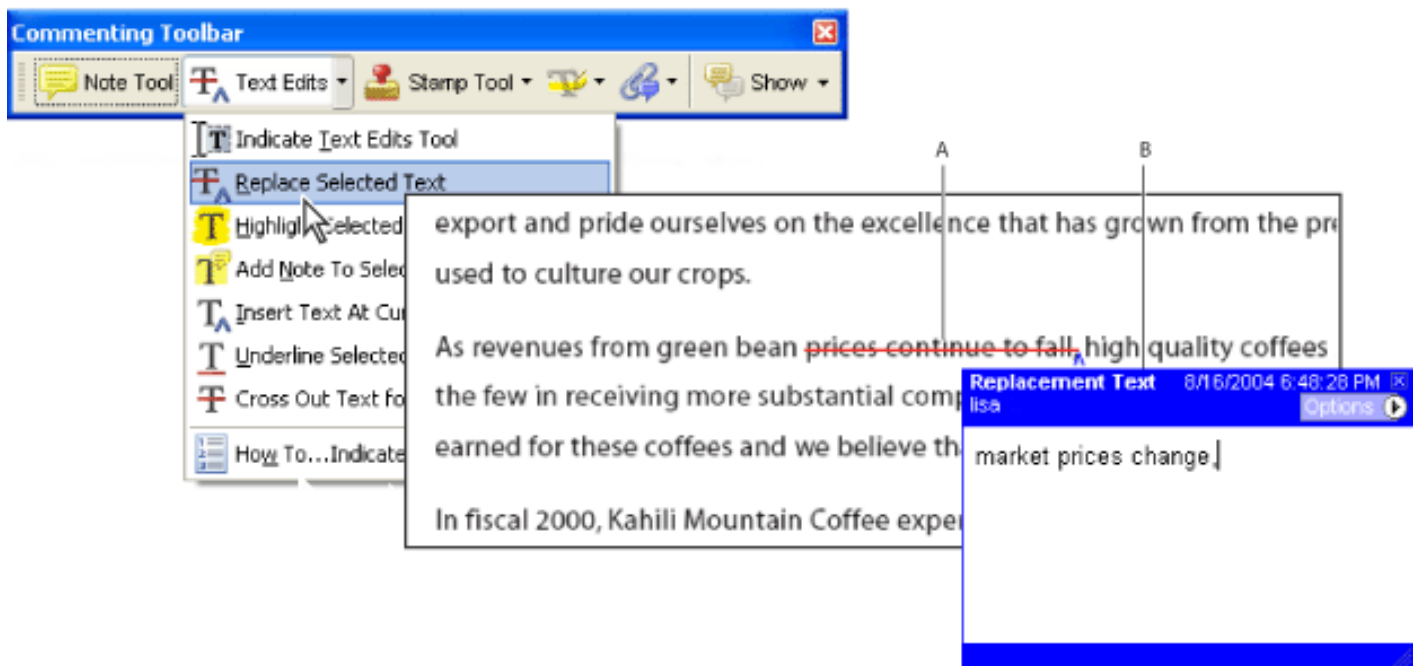 Commenting Toolbar
Note Tool Text Edits Stamp Tool Show
Indicate Text Edits Tool
Replace Selected Text
Highlight Selected
Add Note To Selec
Insert Text At Cur
Underline Selected
Cross Out Text fo
How To...Indicate
A B
export and pride ourselves on the excellence that has grown from the pre
used to culture our crops.
As revenues from green bean prices continue to fall, high quality coffees
the few in receiving more substantial comp
earned for these coffees and we believe th
In fiscal 2000, Kahili Mountain Coffee exper
Replacement Text 8/16/2004 6:48:28 PM
lisa Options
market prices change,